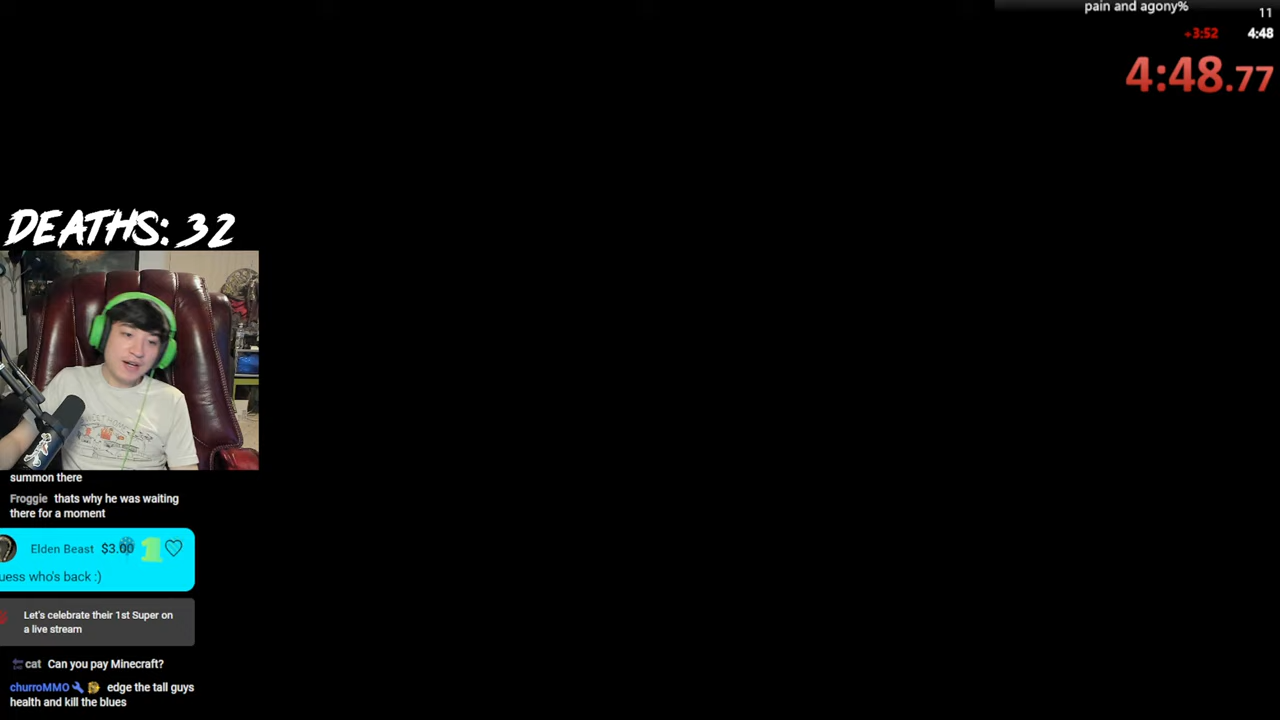 pain and agony%
11
+3:52 4:48
4:48.77
DEATHS: 32
summon there
Froggie thats why he was waiting
there for a moment
Elden Beast $3.00 1
uess who's back :)
Let's celebrate their 1st Super on
a live stream
cat Can you pay Minecraft?
churroMMO edge the tall guys
health and kill the blues